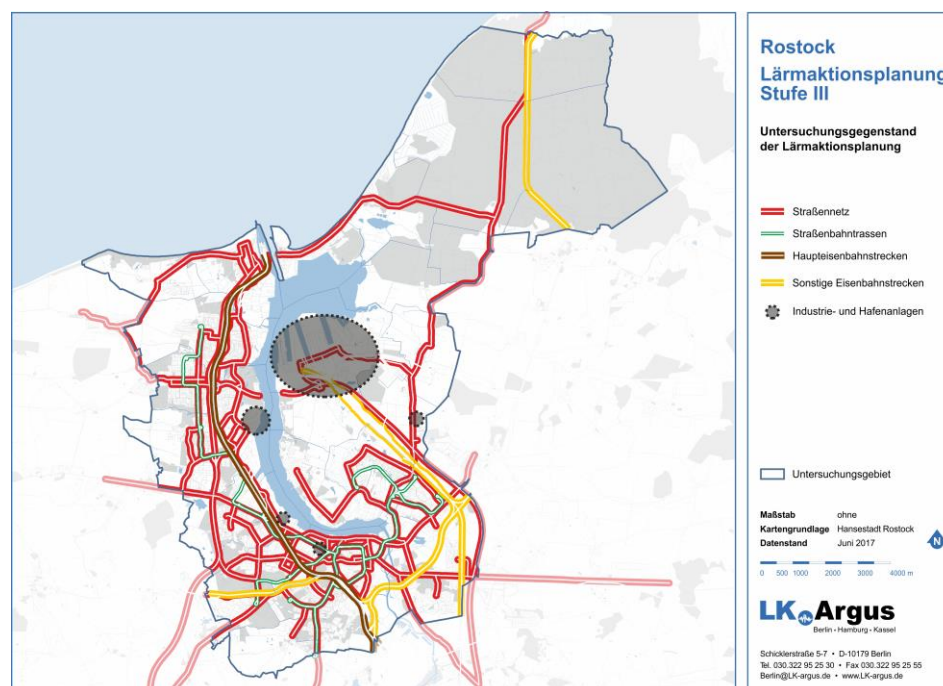 Rostock
Lärmaktionsplanung
Stufe III
Untersuchungsgegenstand
der Lärmaktionsplanung
Straßennetz
Straßenbahntrassen
Haupteisenbahnstrecken
Sonstige Eisenbahnstrecken
Industrie- und Hafenanlagen
Untersuchungsgebiet
Maßstab ohne
Kartengrundlage Hansestadt Rostock
Datenstand Juni 2017
N
0 500 1000 2000 3000 4000 m
LK Argus
Berlin • Hamburg • Kassel
Schicklerstraße 5-7 • D-10179 Berlin
Tel. 030.322 95 25 30 • Fax 030.322 95 25 55
Berlin@LK-argus.de • www.LK-argus.de